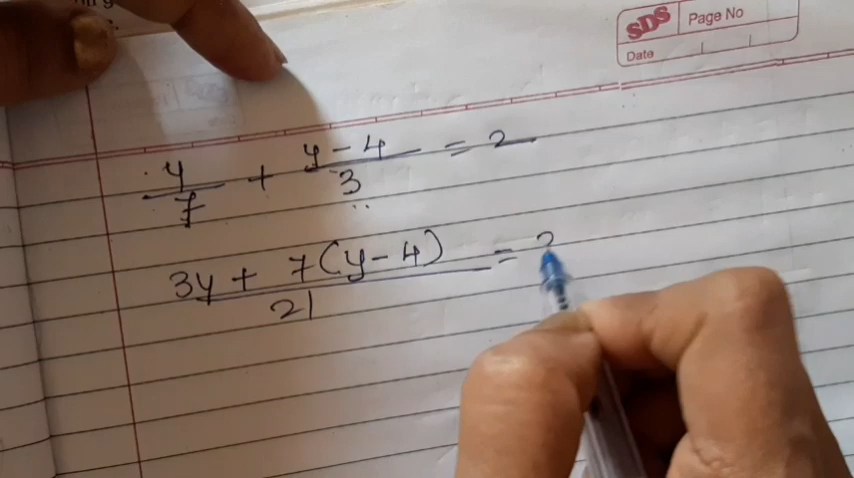 SDS Page No
Date
y/7 + (y-4)/3 = 2
(3y + 7(y-4))/21 = 2